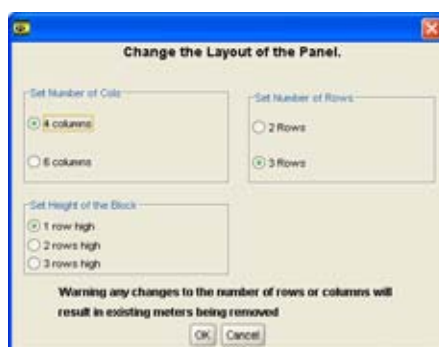 Change the Layout of the Panel.
Set Number of Cols
4 columns
6 columns
Set Number of Rows
2 Rows
3 Rows
Set Height of the Block
1 row high
2 rows high
3 rows high
Warning any changes to the number of rows or columns will
result in existing meters being removed
OK Cancel